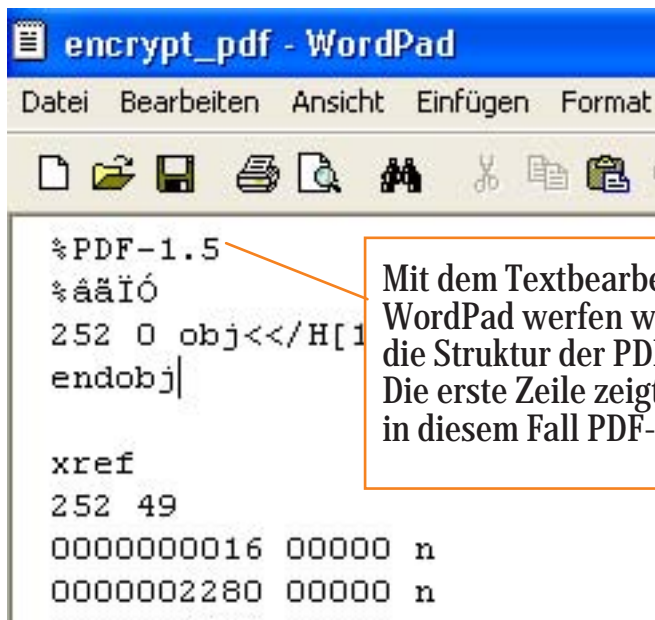 encrypt_pdf - WordPad
Datei Bearbeiten Ansicht Einfügen Format
%PDF-1.5
%âãÏÓ
252 0 obj<</H[1
endobj
xref
252 49
0000000016 00000 n
0000002280 00000 n
Mit dem Textbearbe
WordPad werfen w
die Struktur der PD
Die erste Zeile zeigt
in diesem Fall PDF-